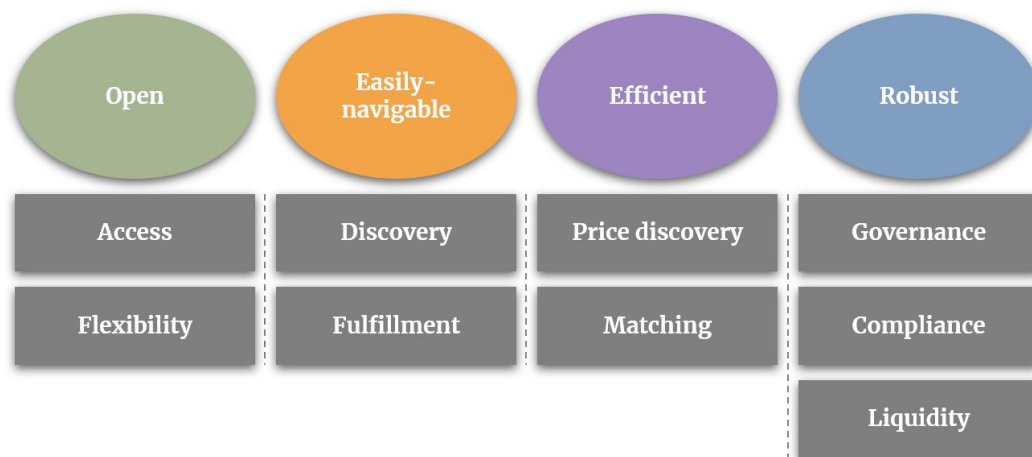 Open
Easily-
navigable
Efficient
Robust
Access
Discovery
Price discovery
Governance
Flexibility
Fulfillment
Matching
Compliance
Liquidity